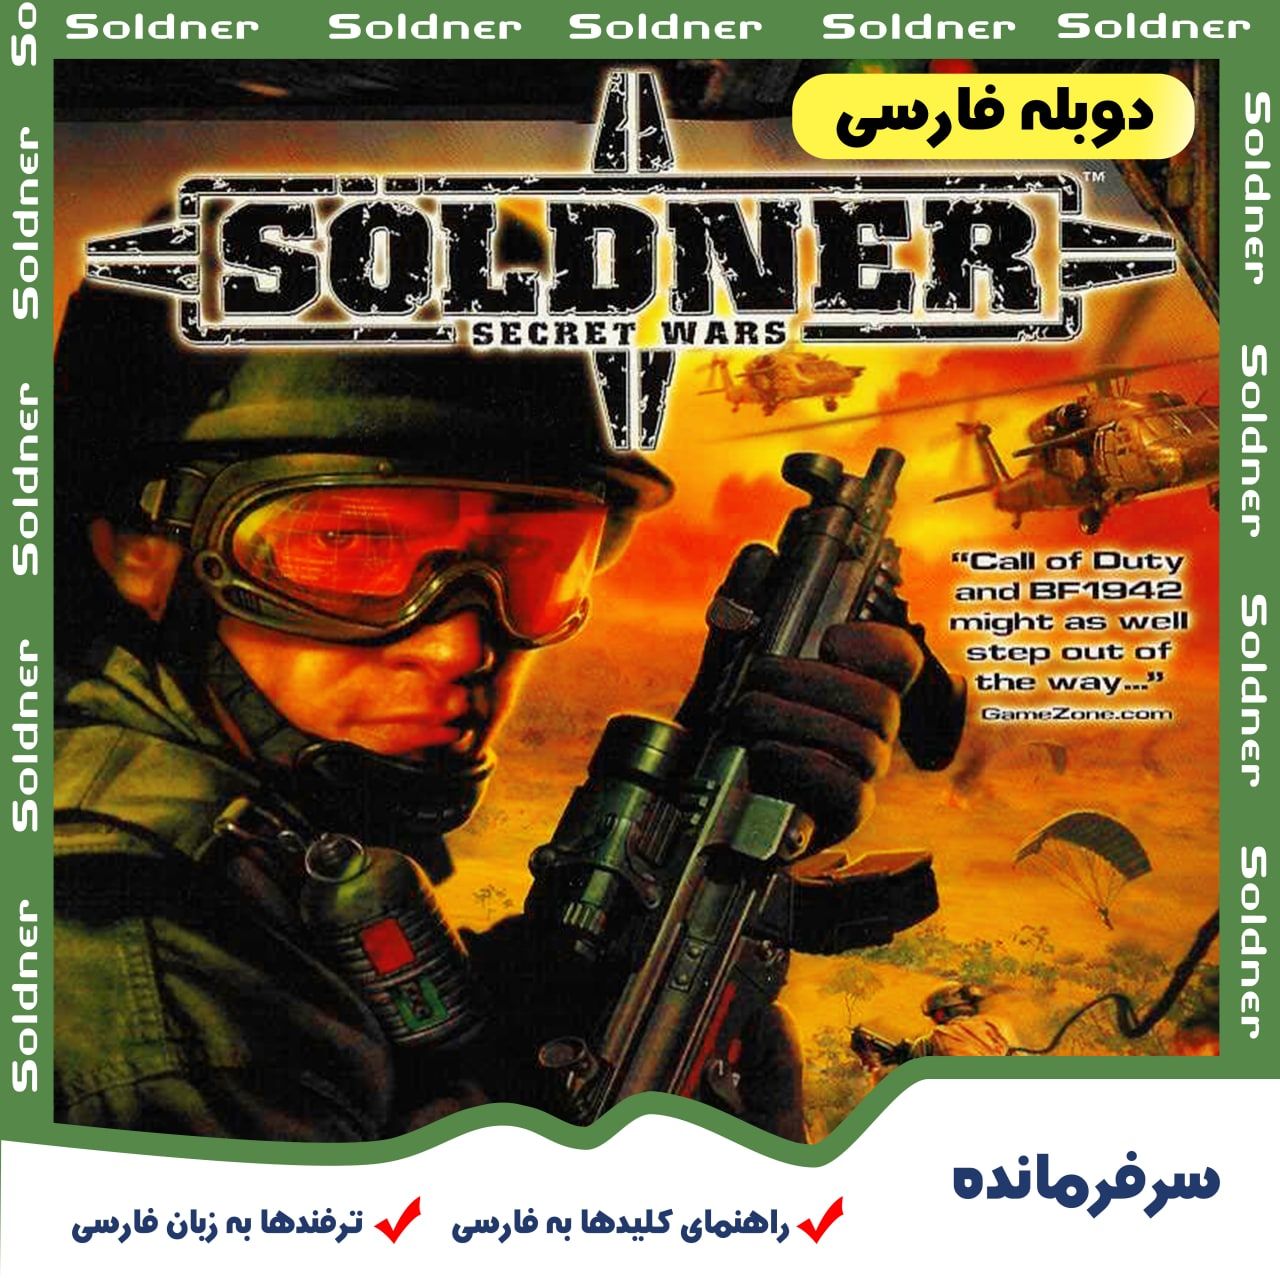 Soldner Soldner Soldner Soldner Soldner
So
Soldner
Soldner
Soldner
Soldner
Soldner
Soldner
Soldner
Soldner
دوبله فارسی
SÖLDNER™
SECRET WARS
“Call of Duty
and BF1942
might as well
step out of
the way...”
GameZone.com
سرفرمانده
راهنمای کلیدها به فارسی
ترفندها به زبان فارسی